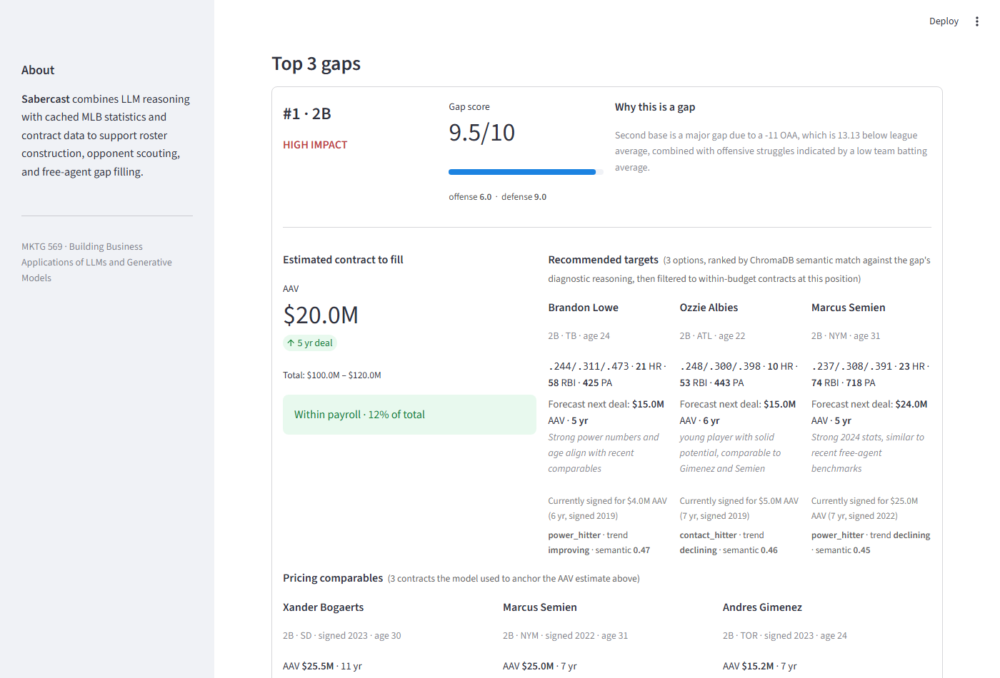 Deploy
About
Sabercast combines LLM reasoning
with cached MLB statistics and
contract data to support roster
construction, opponent scouting,
and free-agent gap filling.
MKTG 569 · Building Business
Applications of LLMs and Generative
Models
Top 3 gaps
#1 · 2B
HIGH IMPACT
Gap score
9.5/10
offense 6.0 · defense 9.0
Why this is a gap
Second base is a major gap due to a -11 OAA, which is 13.13 below league
average, combined with offensive struggles indicated by a low team batting
average.
Estimated contract to fill
AAV
$20.0M
↑ 5 yr deal
Total: $100.0M – $120.0M
Within payroll · 12% of total
Recommended targets (3 options, ranked by ChromaDB semantic match against the gap's
diagnostic reasoning, then filtered to within-budget contracts at this position)
Brandon Lowe
2B · TB · age 24
.244/.311/.473 · 21 HR ·
58 RBI · 425 PA
Forecast next deal: $15.0M
AAV · 5 yr
Strong power numbers and
age align with recent
comparables
Currently signed for $4.0M AAV
(6 yr, signed 2019)
power_hitter · trend
improving · semantic 0.47
Ozzie Albies
2B · ATL · age 22
.248/.300/.398 · 10 HR ·
53 RBI · 443 PA
Forecast next deal: $15.0M
AAV · 6 yr
young player with solid
potential, comparable to
Gimenez and Semien
Currently signed for $5.0M AAV
(7 yr, signed 2019)
contact_hitter · trend
declining · semantic 0.46
Marcus Semien
2B · NYM · age 31
.237/.308/.391 · 23 HR ·
74 RBI · 718 PA
Forecast next deal: $24.0M
AAV · 5 yr
Strong 2024 stats, similar to
recent free-agent
benchmarks
Currently signed for $25.0M
AAV (7 yr, signed 2022)
power_hitter · trend declining
· semantic 0.45
Pricing comparables (3 contracts the model used to anchor the AAV estimate above)
Xander Bogaerts
2B · SD · signed 2023 · age 30
AAV $25.5M · 11 yr
Marcus Semien
2B · NYM · signed 2022 · age 31
AAV $25.0M · 7 yr
Andres Gimenez
2B · TOR · signed 2023 · age 24
AAV $15.2M · 7 yr